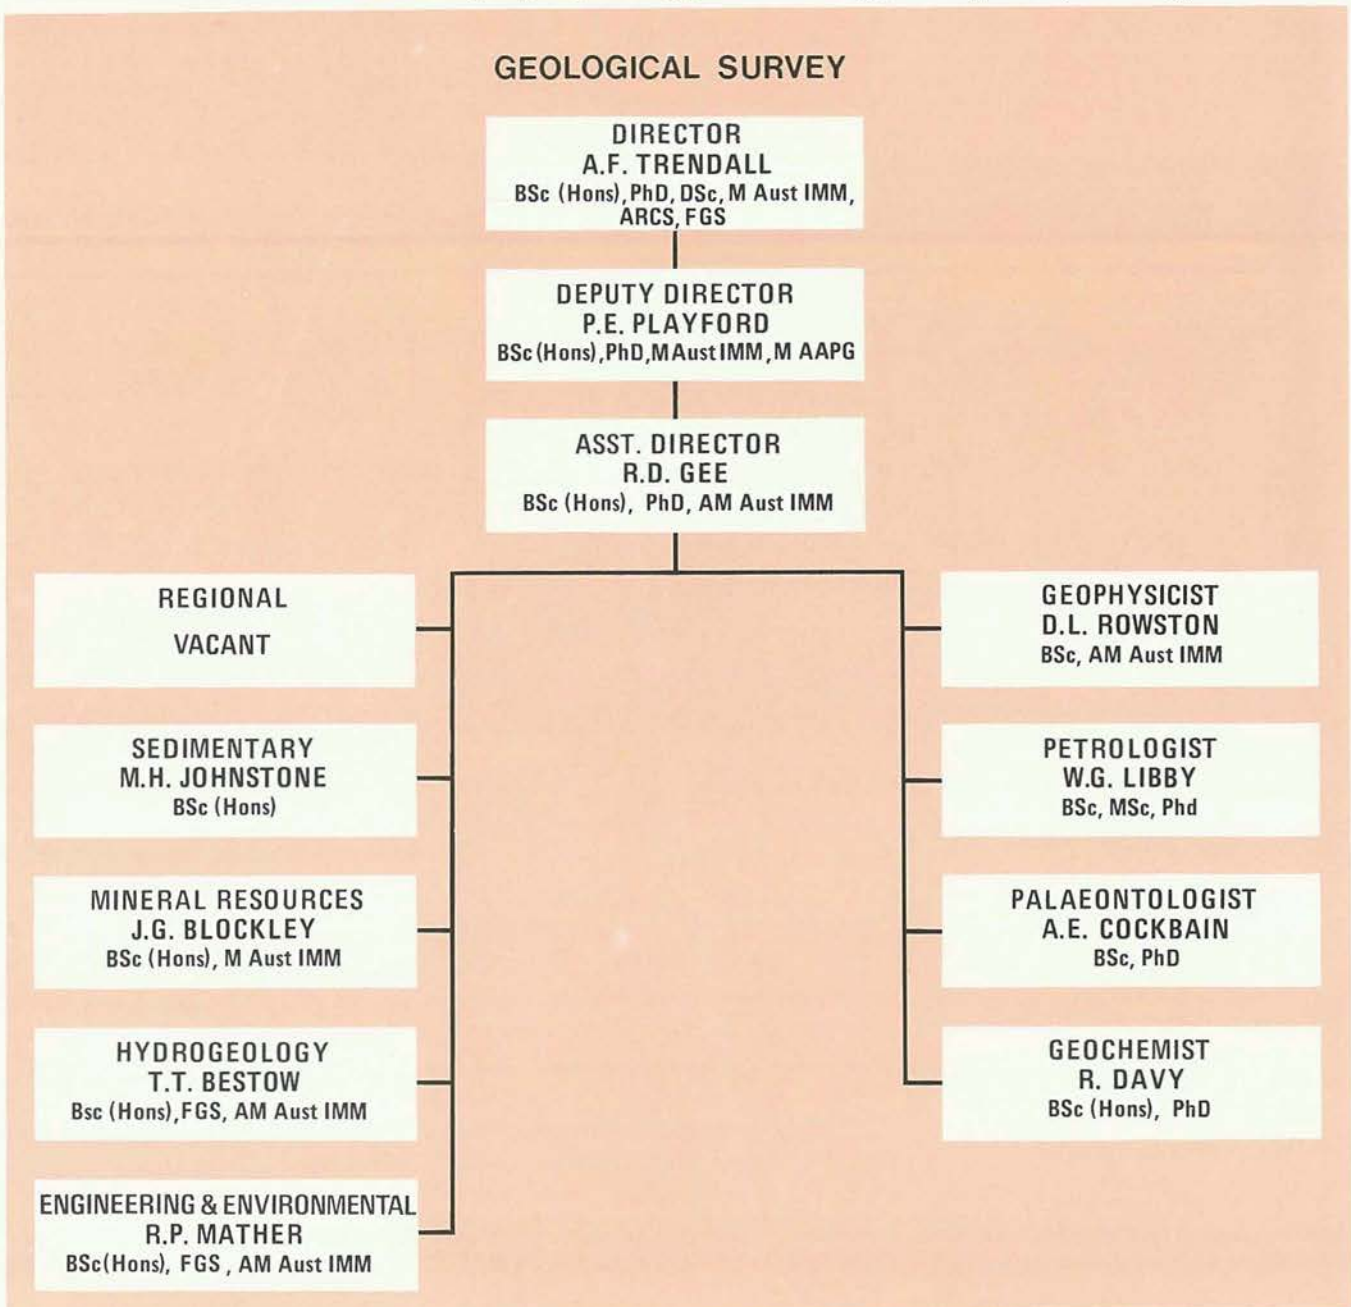 GEOLOGICAL SURVEY
DIRECTOR
A.F. TRENDALL
BSc (Hons), PhD, DSc, M Aust IMM,
ARCS, FGS
DEPUTY DIRECTOR
P.E. PLAYFORD
BSc (Hons), PhD, M Aust IMM, M AAPG
ASST. DIRECTOR
R.D. GEE
BSc (Hons), PhD, AM Aust IMM
REGIONAL
VACANT
SEDIMENTARY
M.H. JOHNSTONE
BSc (Hons)
MINERAL RESOURCES
J.G. BLOCKLEY
BSc (Hons), M Aust IMM
HYDROGEOLOGY
T.T. BESTOW
Bsc (Hons), FGS, AM Aust IMM
ENGINEERING & ENVIRONMENTAL
R.P. MATHER
BSc (Hons), FGS, AM Aust IMM
GEOPHYSICIST
D.L. ROWSTON
BSc, AM Aust IMM
PETROLOGIST
W.G. LIBBY
BSc, MSc, Phd
PALAEONTOLOGIST
A.E. COCKBAIN
BSc, PhD
GEOCHEMIST
R. DAVY
BSc (Hons), PhD